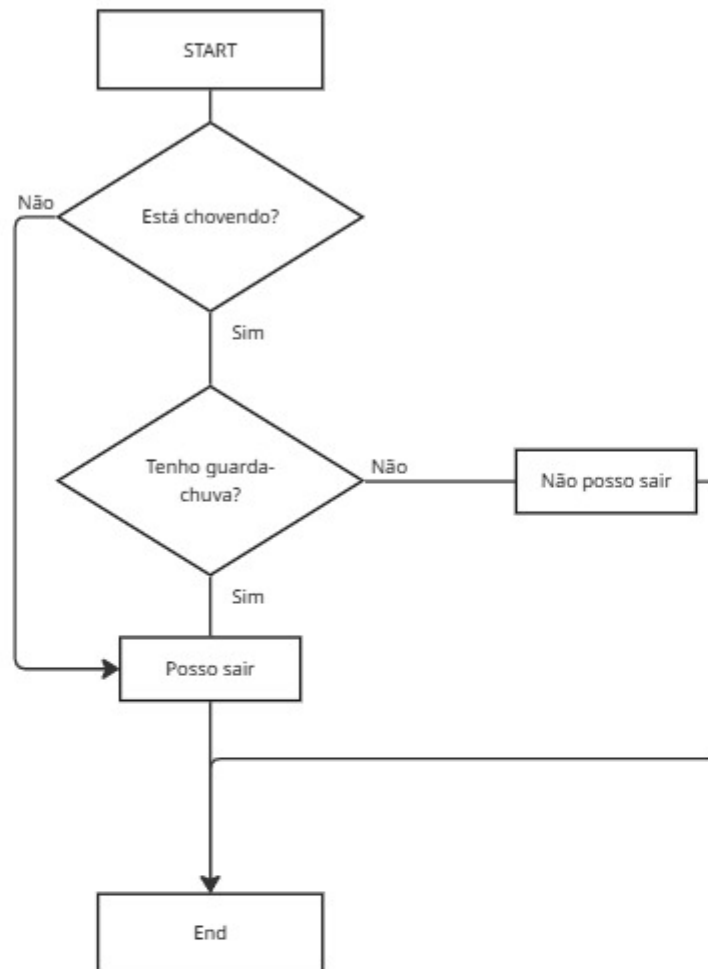 START
Não
Está chovendo?
Sim
Tenho guarda-
chuva?
Não
Não posso sair
Sim
Posso sair
End